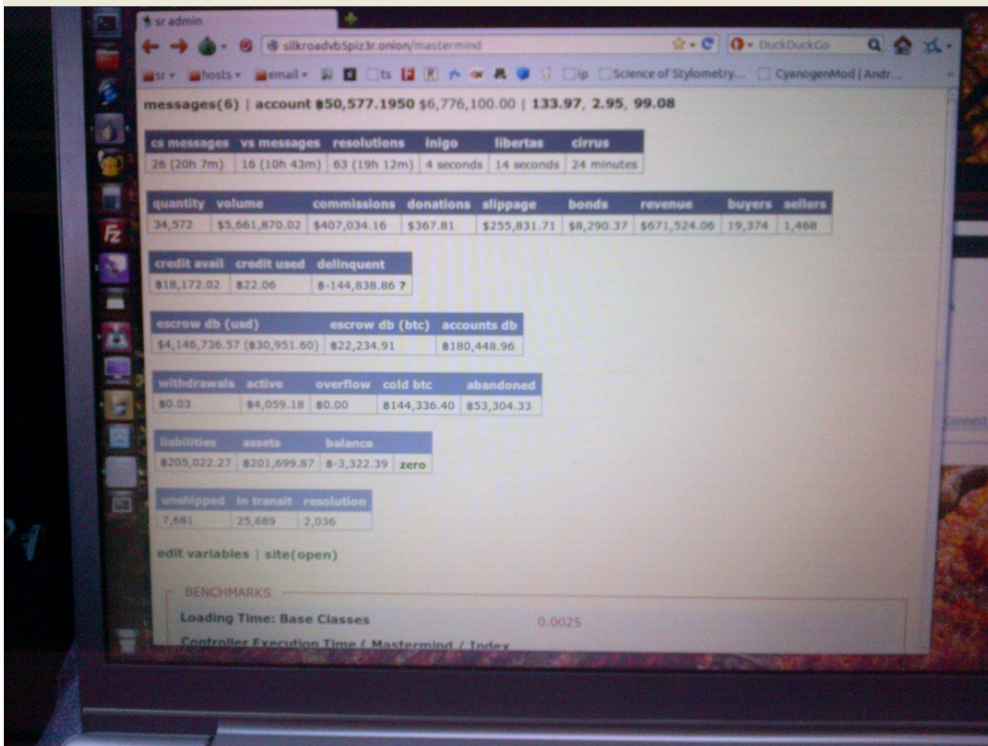 sr admin
silkroadvb5piz3r.onion/mastermind
DuckDuckGo
sr hosts email ts R ip Science of Stylometry... CyanogenMod | Andr...
messages(6) | account ฿50,577.1950 $6,776,100.00 | 133.97, 2.95, 99.08
cs messages vs messages resolutions inigo libertas cirrus
26 (20h 7m) 16 (10h 43m) 63 (19h 12m) 4 seconds 14 seconds 24 minutes
quantity volume commissions donations slippage bonds revenue buyers sellers
34,572 $5,661,870.02 $407,034.16 $367.81 $255,831.71 $8,290.37 $671,524.06 19,374 1,468
credit avail credit used delinquent
฿18,172.02 ฿22.06 ฿-144,838.86 ?
escrow db (usd) escrow db (btc) accounts db
$4,146,736.57 (฿30,951.60) ฿22,234.91 ฿180,448.96
withdrawals active overflow cold btc abandoned
฿0.03 ฿4,059.18 ฿0.00 ฿144,336.40 ฿53,304.33
liabilities assets balance
฿205,022.27 ฿201,699.87 ฿-3,322.39 zero
unshipped in transit resolution
7,681 25,689 2,036
edit variables | site(open)
BENCHMARKS
Loading Time: Base Classes 0.0025
Controller Execution Time ( Mastermind / Index
Fz